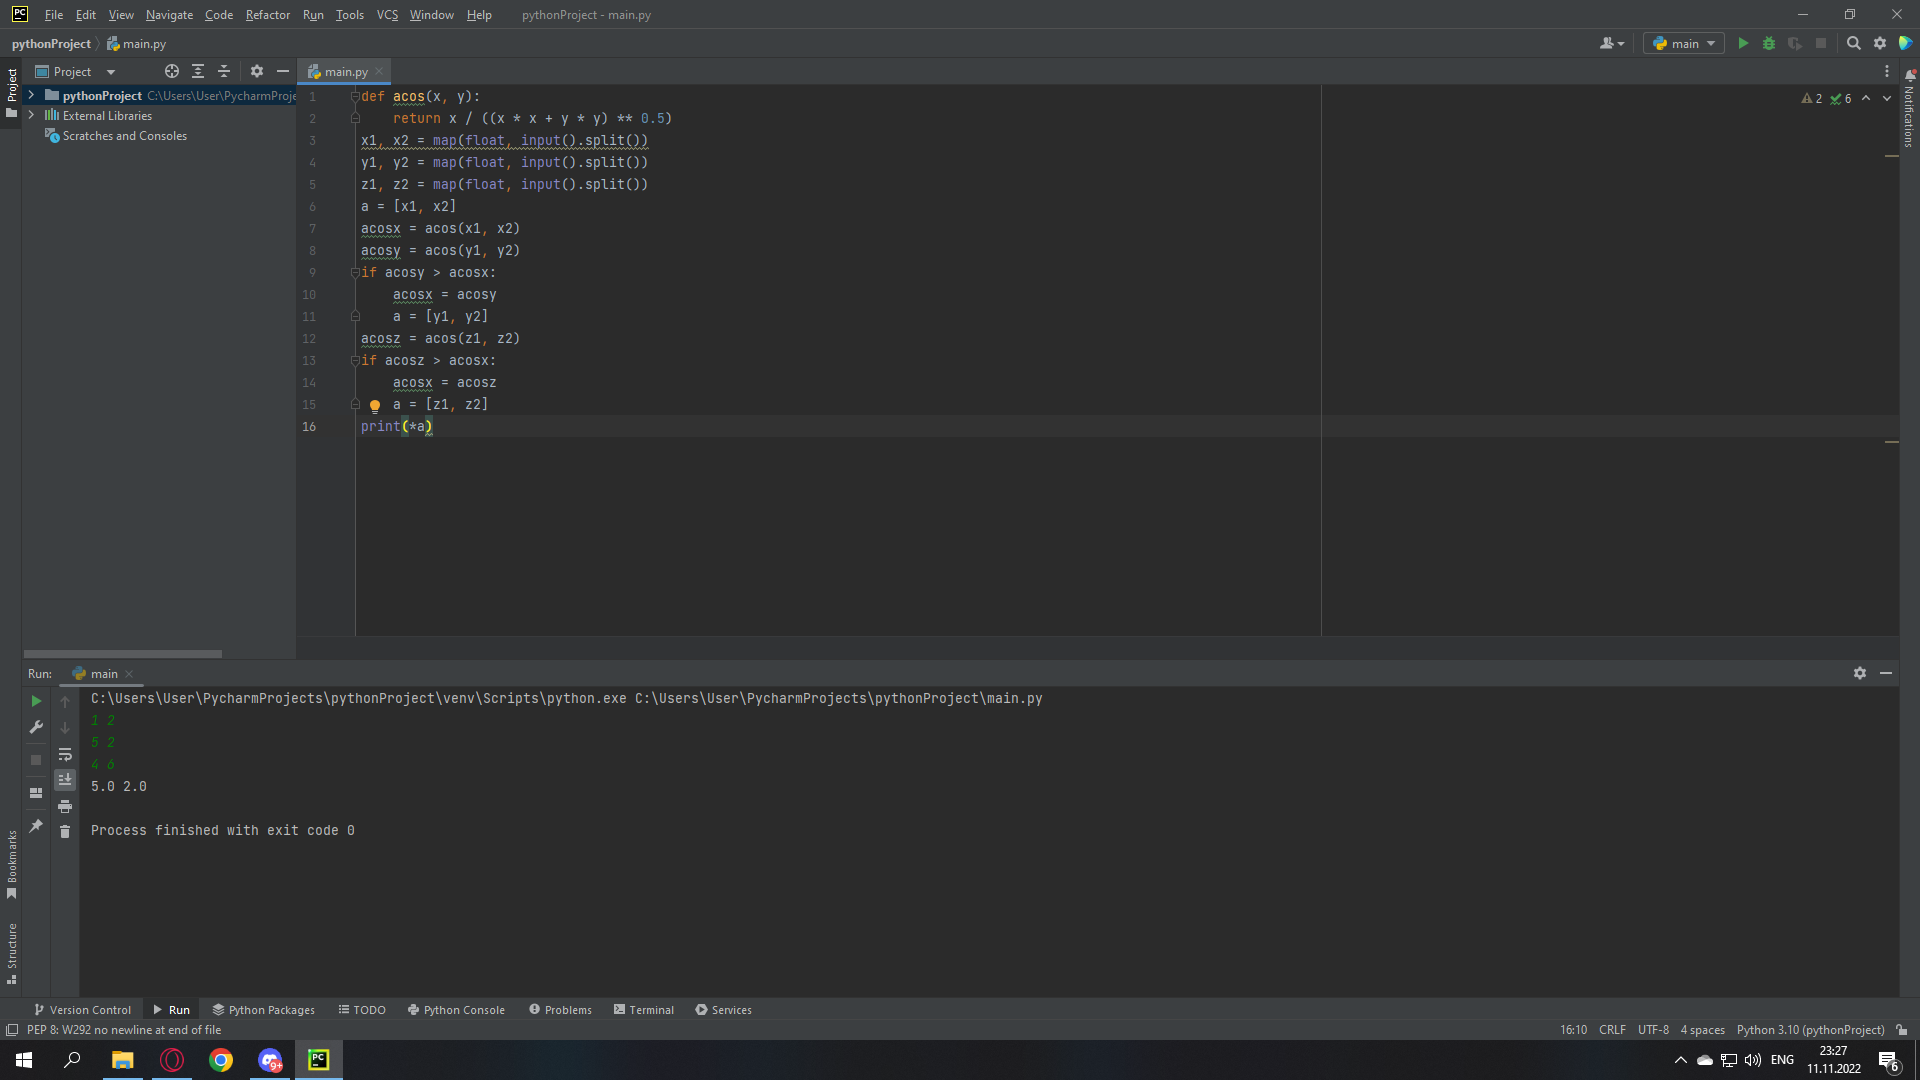 PC File Edit View Navigate Code Refactor Run Tools VCS Window Help pythonProject - main.py
pythonProject main.py main
Project Project main.py
pythonProject C:\Users\User\PycharmProje
External Libraries
Scratches and Consoles
2 6
Notifications
1 def acos(x, y):
2 return x / ((x * x + y * y) ** 0.5)
3 x1, x2 = map(float, input().split())
4 y1, y2 = map(float, input().split())
5 z1, z2 = map(float, input().split())
6 a = [x1, x2]
7 acosx = acos(x1, x2)
8 acosy = acos(y1, y2)
9 if acosy > acosx:
10 acosx = acosy
11 a = [y1, y2]
12 acosz = acos(z1, z2)
13 if acosz > acosx:
14 acosx = acosz
15 a = [z1, z2]
16 print(*a)
Run: main
C:\Users\User\PycharmProjects\pythonProject\venv\Scripts\python.exe C:\Users\User\PycharmProjects\pythonProject\main.py
1 2
5 2
4 6
5.0 2.0
Process finished with exit code 0
Bookmarks
Structure
Version Control Run Python Packages TODO Python Console Problems Terminal Services
PEP 8: W292 no newline at end of file 16:10 CRLF UTF-8 4 spaces Python 3.10 (pythonProject)
9+ PC ENG 23:27
11.11.2022 6